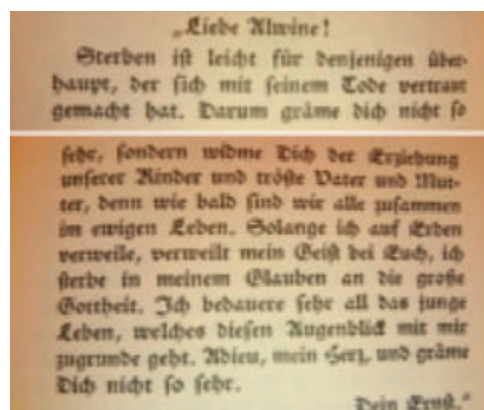 „Liebe Alwine!
Sterben ist leicht für denjenigen über-
haupt, der sich mit seinem Tode vertraut
gemacht hat. Darum gräme dich nicht so
sehr, sondern widme Dich der Erziehung
unserer Kinder und tröste Vater und Mut-
ter, denn wie bald sind wir alle zusammen
im ewigen Leben. Solange ich auf Erden
verweile, verweilt mein Geist bei Euch, ich
sterbe in meinem Glauben an die große
Gottheit. Ich bedauere sehr all das junge
Leben, welches diesen Augenblick mit mir
zugrunde geht. Adieu, mein Herz, und gräme
Dich nicht so sehr.
Dein Ernst.“